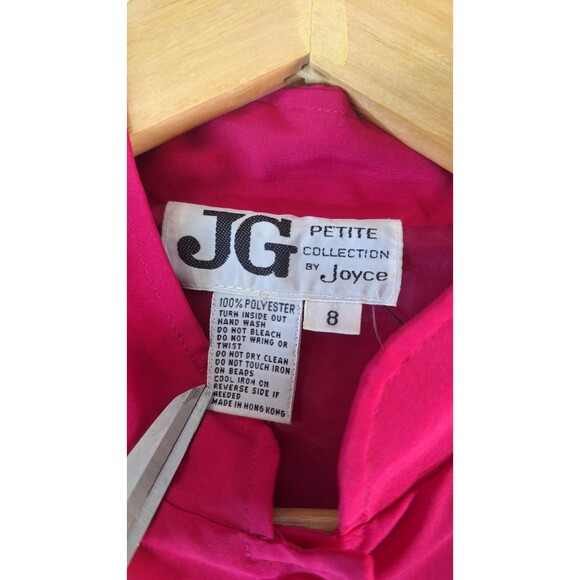 JG PETITE
COLLECTION
BY Joyce
8
100% POLYESTER
TURN INSIDE OUT
HAND WASH
DO NOT BLEACH
DO NOT WRING OR
TWIST
DO NOT DRY CLEAN
DO NOT TOUCH IRON
ON BEADS
COOL IRON ON
REVERSE SIDE IF
NEEDED
MADE IN HONG KONG